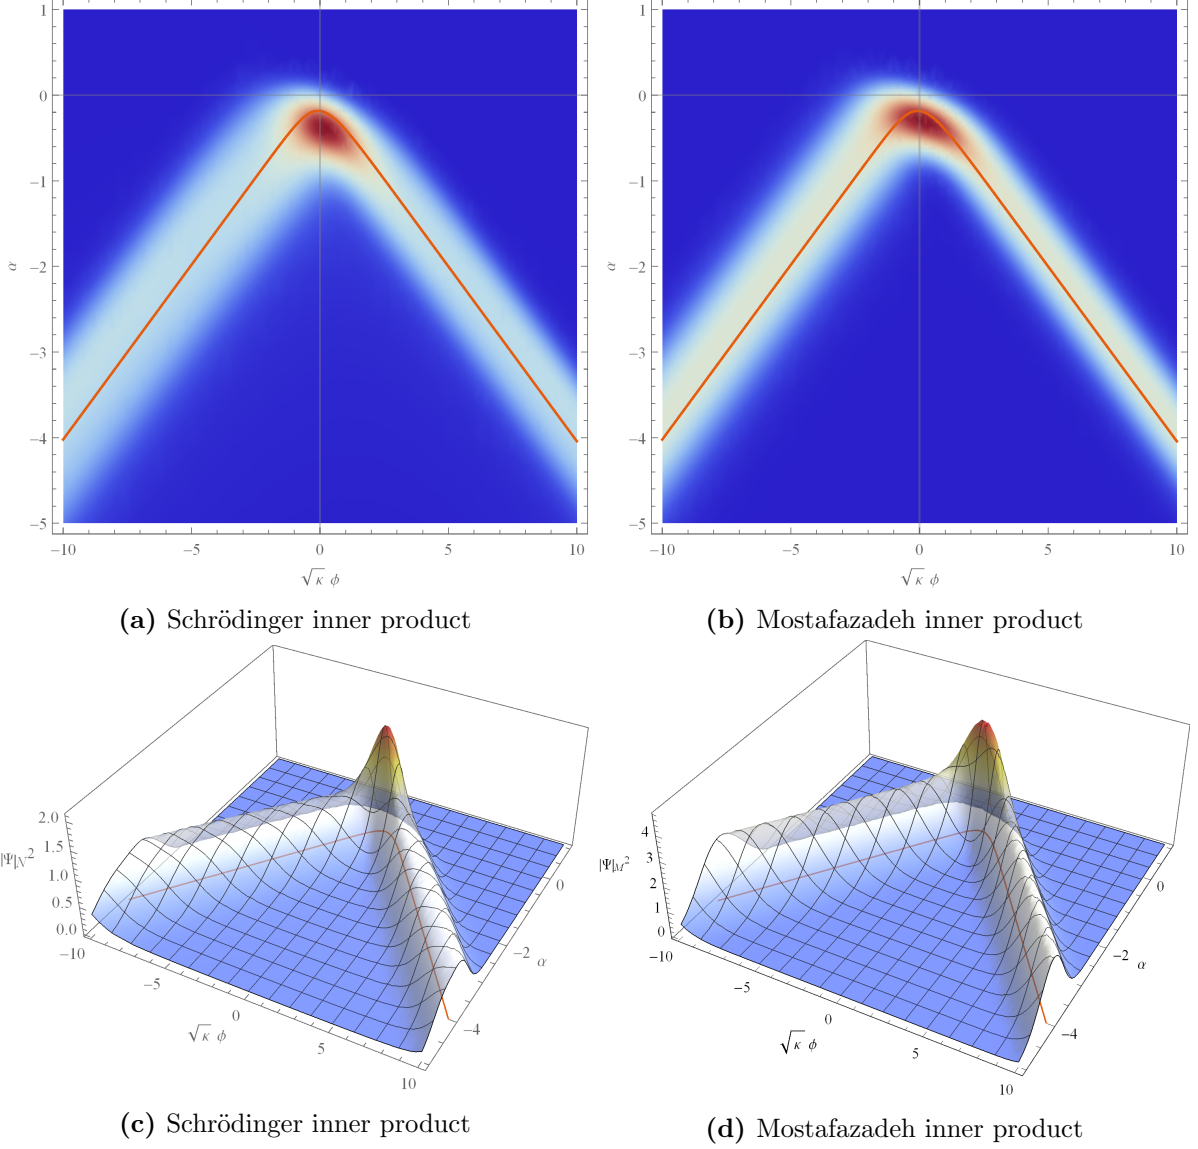 1
0
−1
−2
−3
−4
−5
α
−10 −5 0 5 10
√κ ϕ
(a) Schrödinger inner product
1
0
−1
−2
−3
−4
−5
α
−10 −5 0 5 10
√κ ϕ
(b) Mostafazadeh inner product
2.0
1.5
|Ψ|N²
1.0
0.5
0.0
−10
−5
0
5
10
√κ ϕ
0
−2
α
−4
(c) Schrödinger inner product
4
3
|Ψ|M²
2
1
0
−10
−5
0
5
10
√κ ϕ
0
−2
α
−4
(d) Mostafazadeh inner product